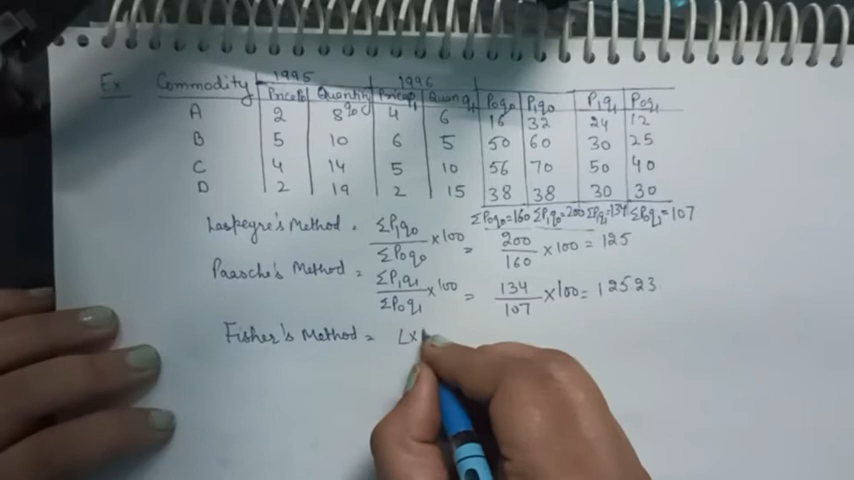 Ex Commodity 1995 1996
Price P0 Quantity q0 Price P1 Quan q1 P0q0 P1q0 P1q1 P0q1
A 2 8 4 6 16 32 24 12
B 5 10 6 5 50 60 30 25
C 4 14 5 10 56 70 50 40
D 2 19 2 15 38 38 30 30
ΣP0q0=160 ΣP1q0=200 ΣP1q1=134 ΣP0q1=107
Laspeyre's Method = ΣP1q0/ΣP0q0 ×100 = 200/160 ×100 = 125
Paasche's Method = ΣP1q1/ΣP0q1 ×100 = 134/107 ×100 = 12523
Fisher's Method = L×